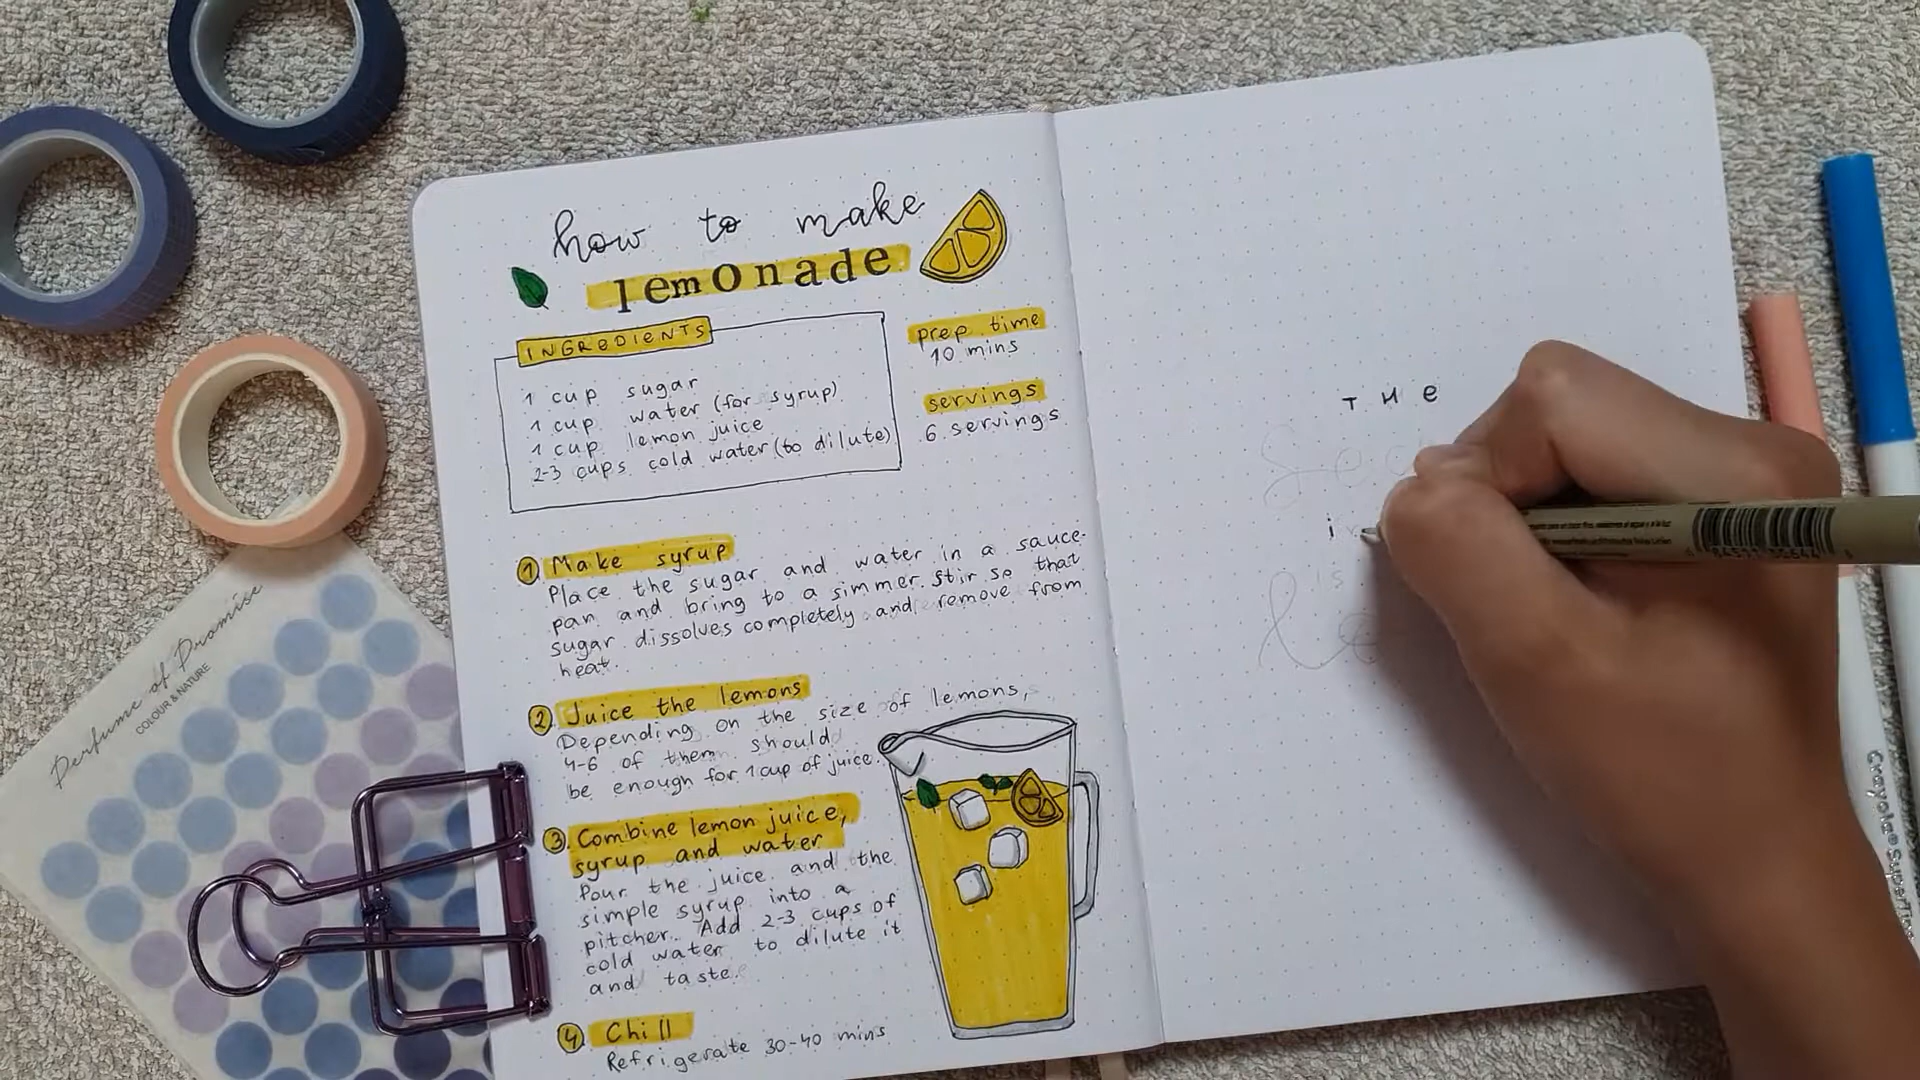 how to make
lemonade
INGREDIENTS
1 cup sugar
1 cup water (for syrup)
1 cup lemon juice
2-3 cups cold water (to dilute)
prep time
10 mins
servings
6 servings
1 Make syrup
Place the sugar and water in a sauce-
pan and bring to a simmer. Stir so that
sugar dissolves completely and remove from
heat.
2 Juice the lemons
Depending on the size of lemons,
4-6 of them should
be enough for 1 cup of juice.
3 Combine lemon juice,
syrup and water
Pour the juice and the
simple syrup into a
pitcher. Add 2-3 cups of
cold water to dilute it
and taste.
4 Chill
Refrigerate 30-40 mins
THE
is
Perfume of Promise
COLOUR & NATURE
Crayola